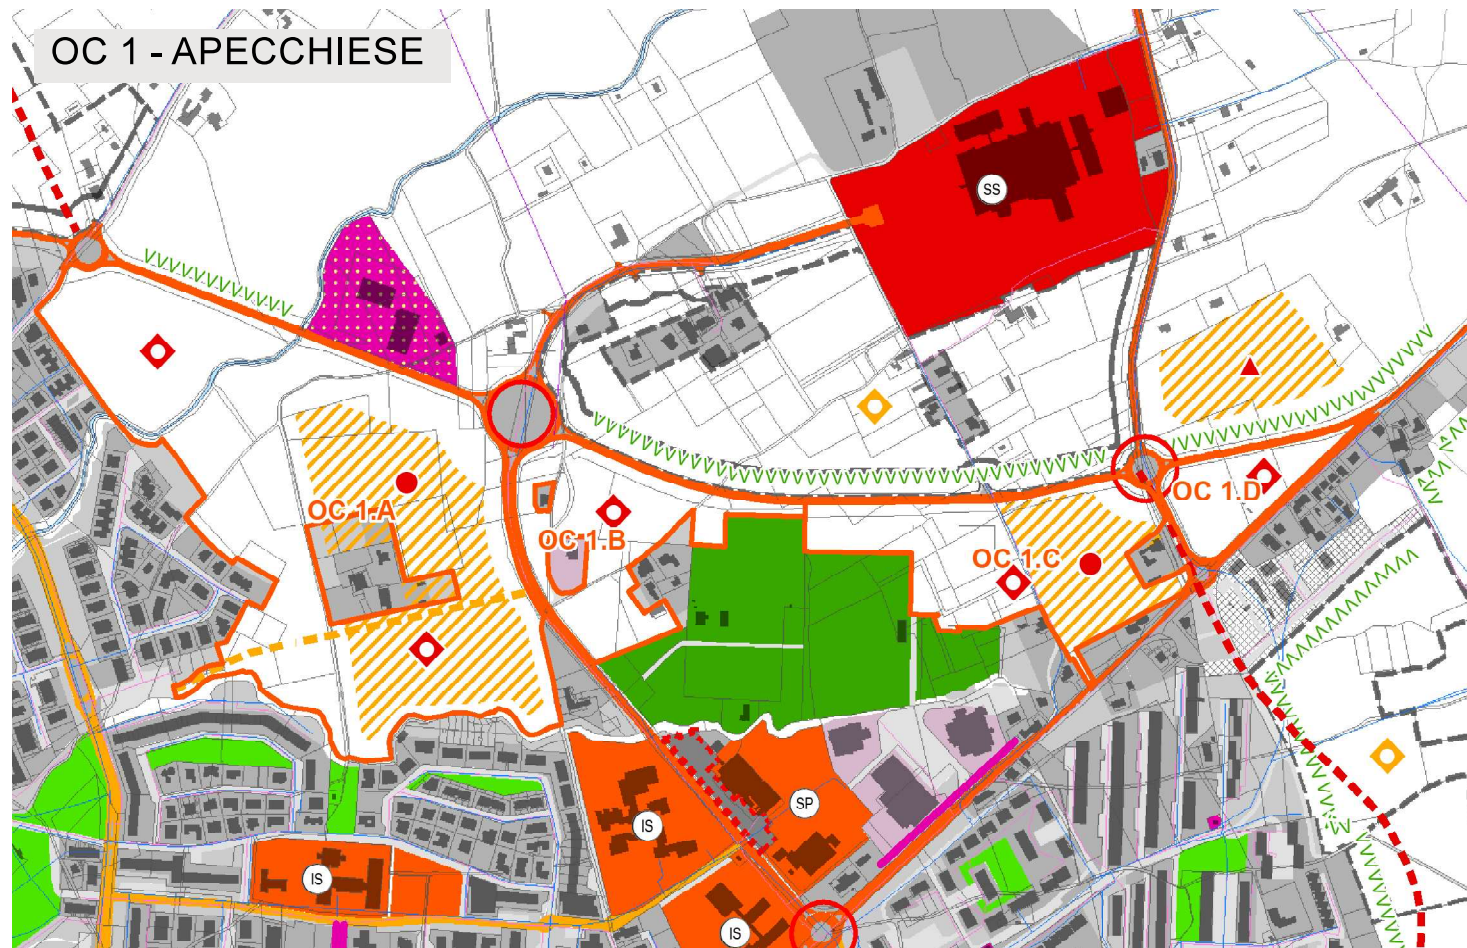 OC 1 - APECCHIESE
SS
OC 1.A
OC 1.B
OC 1.C
OC 1.D
SP
IS
IS
IS